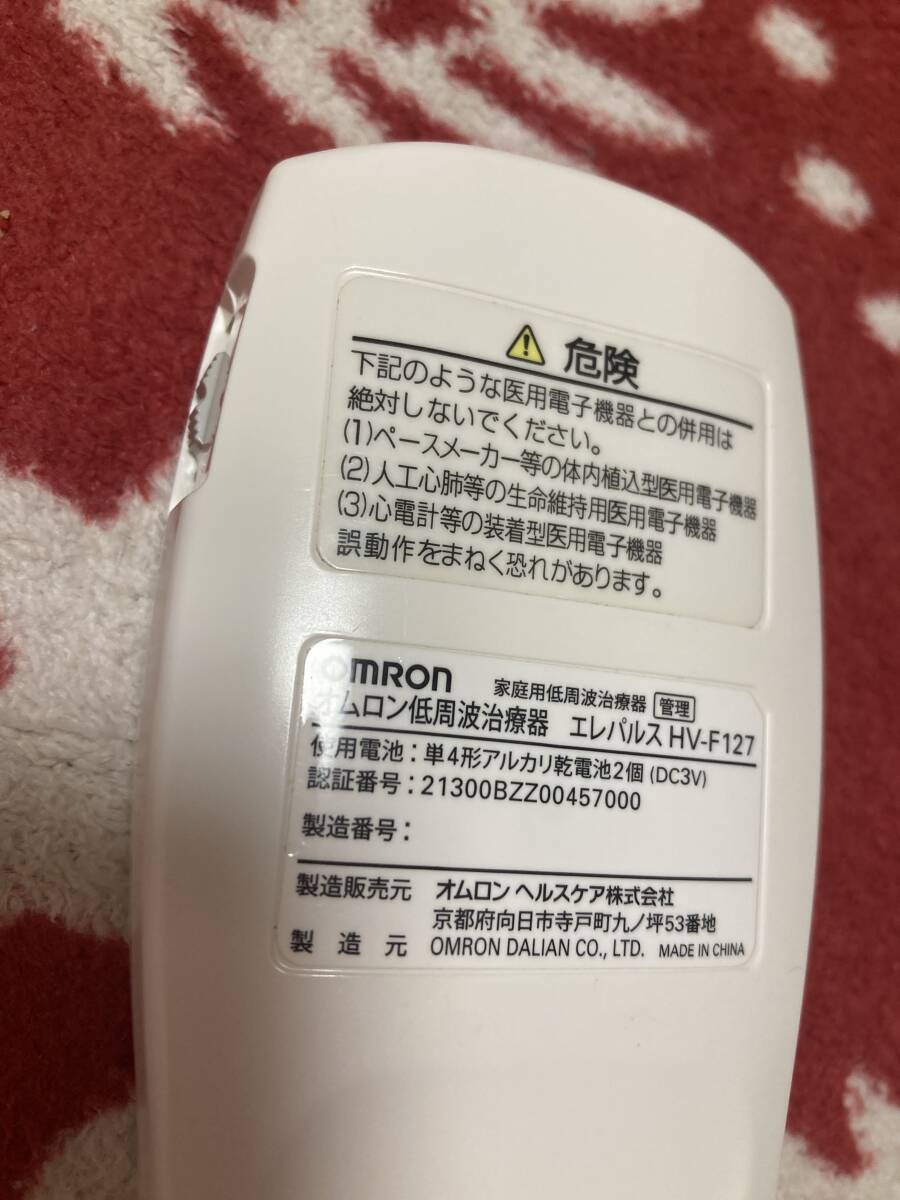 危険
下記のような医用電子機器との併用は
絶対しないでください。
(1)ペースメーカー等の体内植込型医用電子機器
(2)人工心肺等の生命維持用医用電子機器
(3)心電計等の装着型医用電子機器
誤動作をまねく恐れがあります。
OMRON 家庭用低周波治療器 管理
オムロン低周波治療器 エレパルス HV-F127
使用電池：単4形アルカリ乾電池2個 (DC3V)
認証番号：21300BZZ00457000
製造番号：
製造販売元 オムロン ヘルスケア株式会社
京都府向日市寺戸町九ノ坪53番地
製造元 OMRON DALIAN CO., LTD. MADE IN CHINA